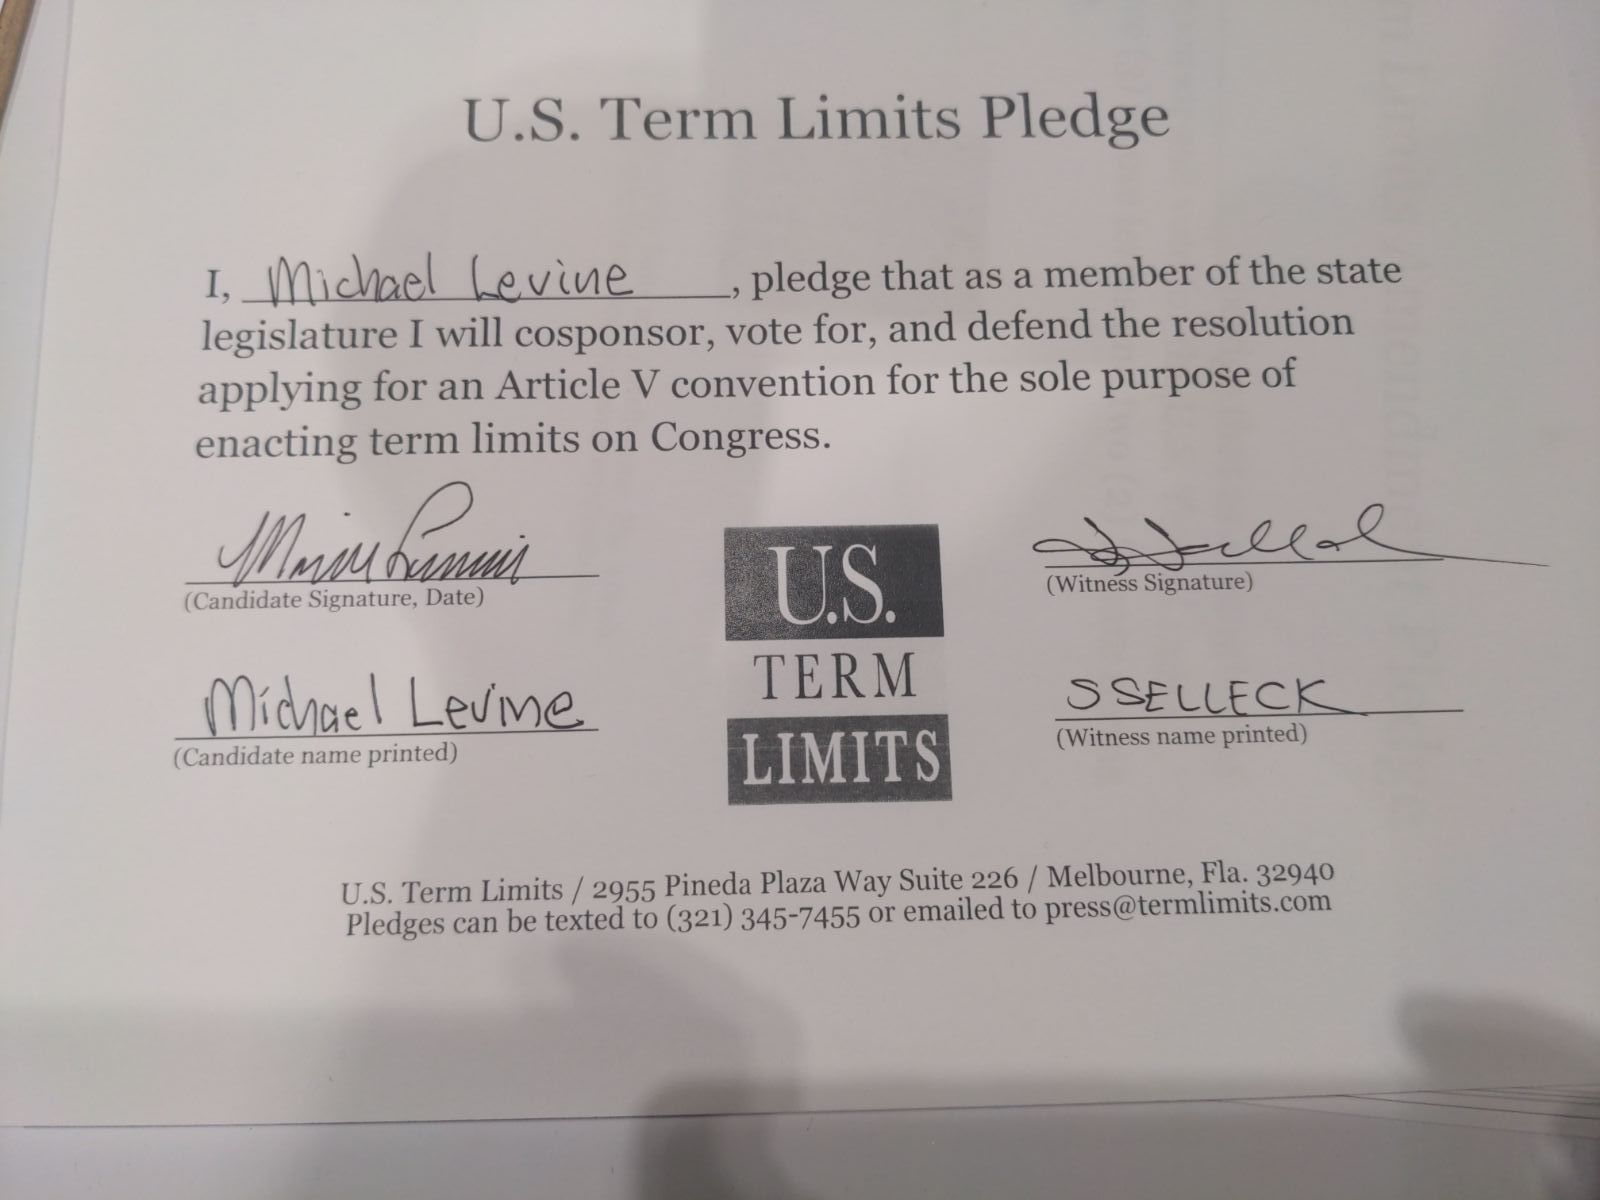 U.S. Term Limits Pledge
I, Michael Levine, pledge that as a member of the state
legislature I will cosponsor, vote for, and defend the resolution
applying for an Article V convention for the sole purpose of
enacting term limits on Congress.
(Candidate Signature, Date)
(Witness Signature)
Michael Levine
(Candidate name printed)
U.S.
TERM
LIMITS
S SELLECK
(Witness name printed)
U.S. Term Limits / 2955 Pineda Plaza Way Suite 226 / Melbourne, Fla. 32940
Pledges can be texted to (321) 345-7455 or emailed to press@termlimits.com